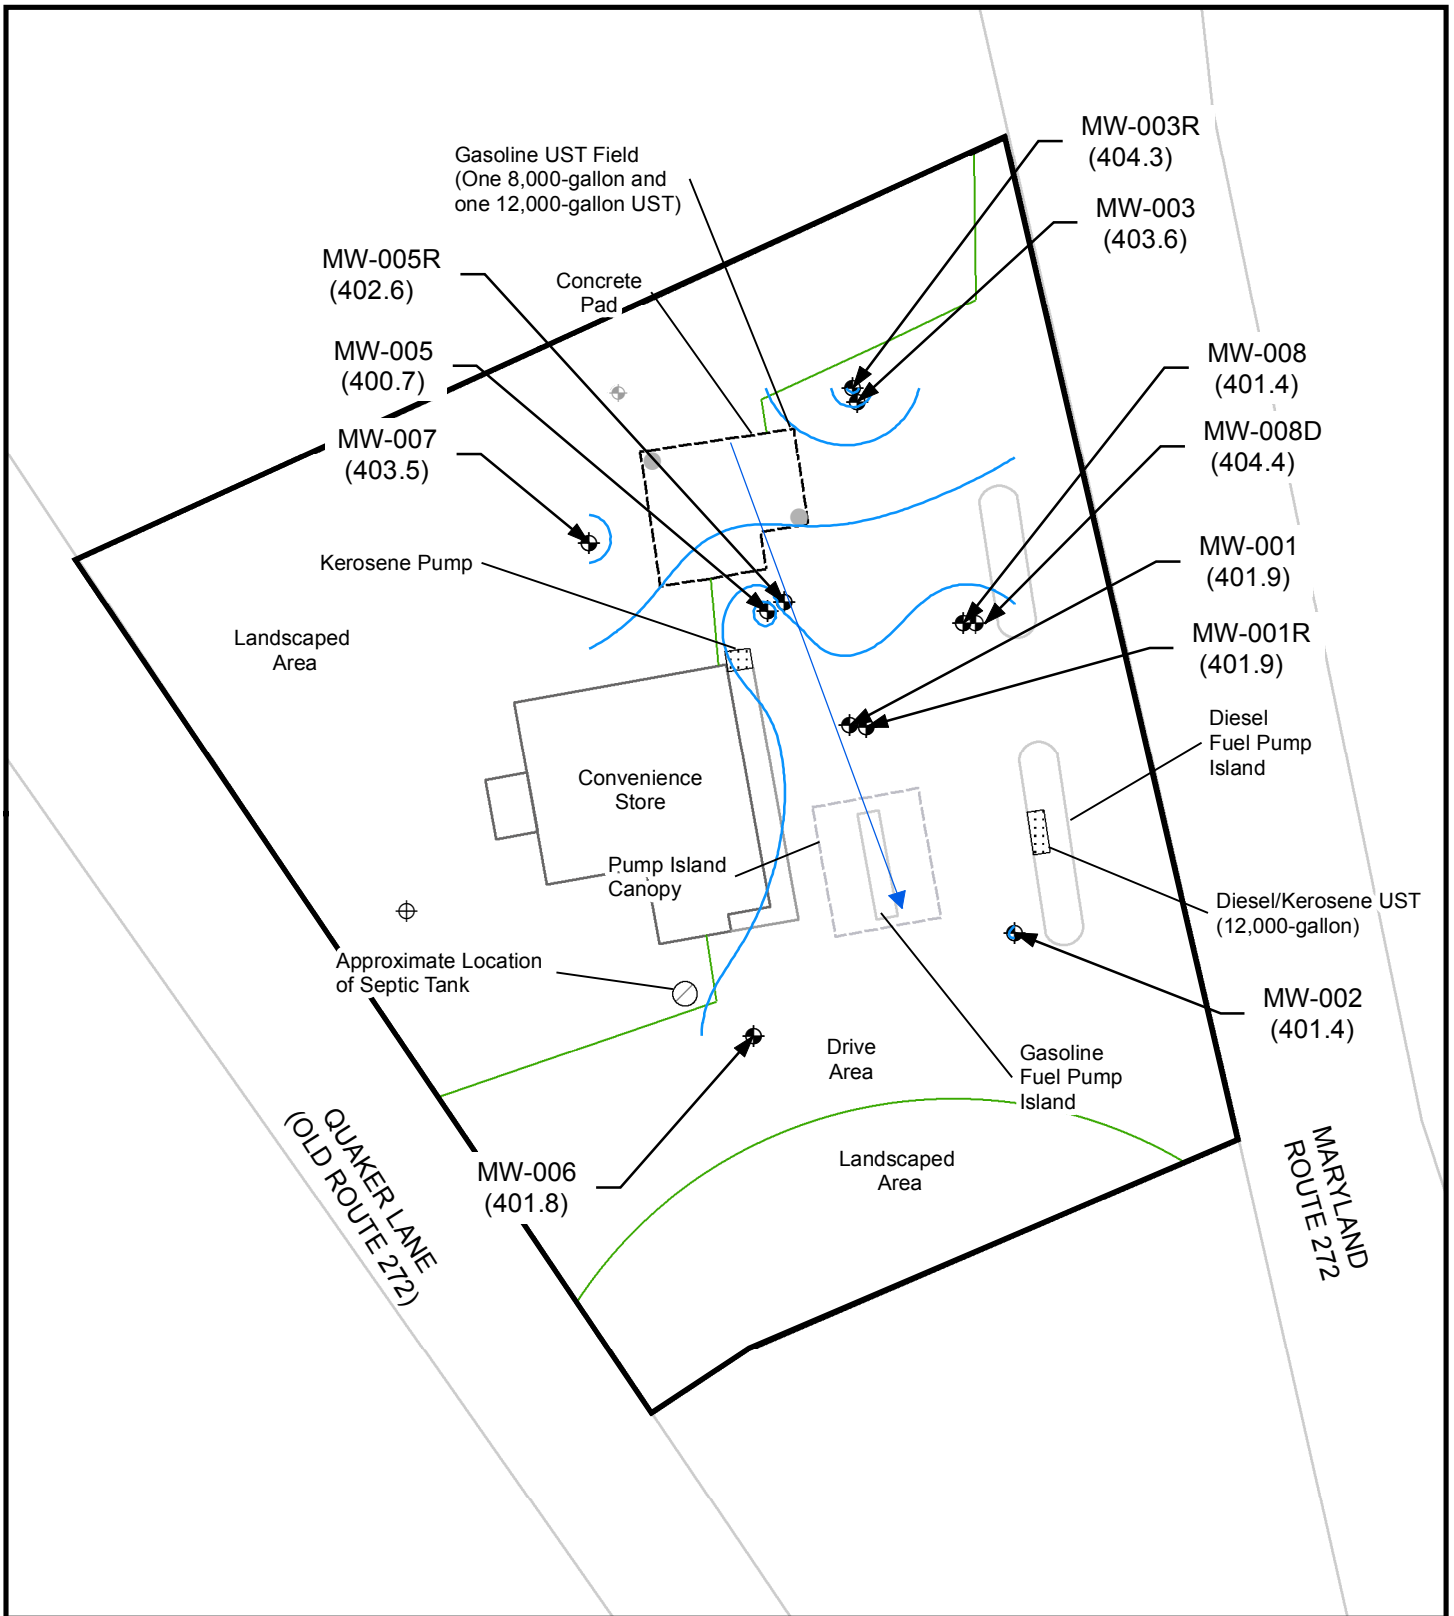 MW-003R
(404.3)
Gasoline UST Field
(One 8,000-gallon and
one 12,000-gallon UST)
MW-003
(403.6)
MW-005R
(402.6)
Concrete
Pad
MW-005
(400.7)
MW-008
(401.4)
MW-007
(403.5)
MW-008D
(404.4)
Kerosene Pump
MW-001
(401.9)
Landscaped
Area
MW-001R
(401.9)
Diesel
Fuel Pump
Island
Convenience
Store
Pump Island
Canopy
Diesel/Kerosene UST
(12,000-gallon)
Approximate Location
of Septic Tank
MW-002
(401.4)
Drive
Area
Gasoline
Fuel Pump
Island
Landscaped
Area
MW-006
(401.8)
QUAKER LANE
(OLD ROUTE 272)
MARYLAND
ROUTE 272